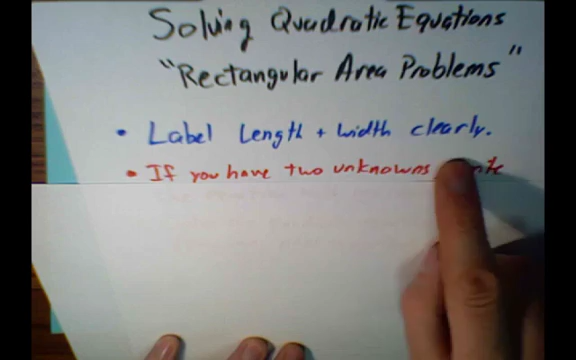 Solving Quadratic Equations
"Rectangular Area Problems"
• Label Length + width clearly.
• If you have two unknowns